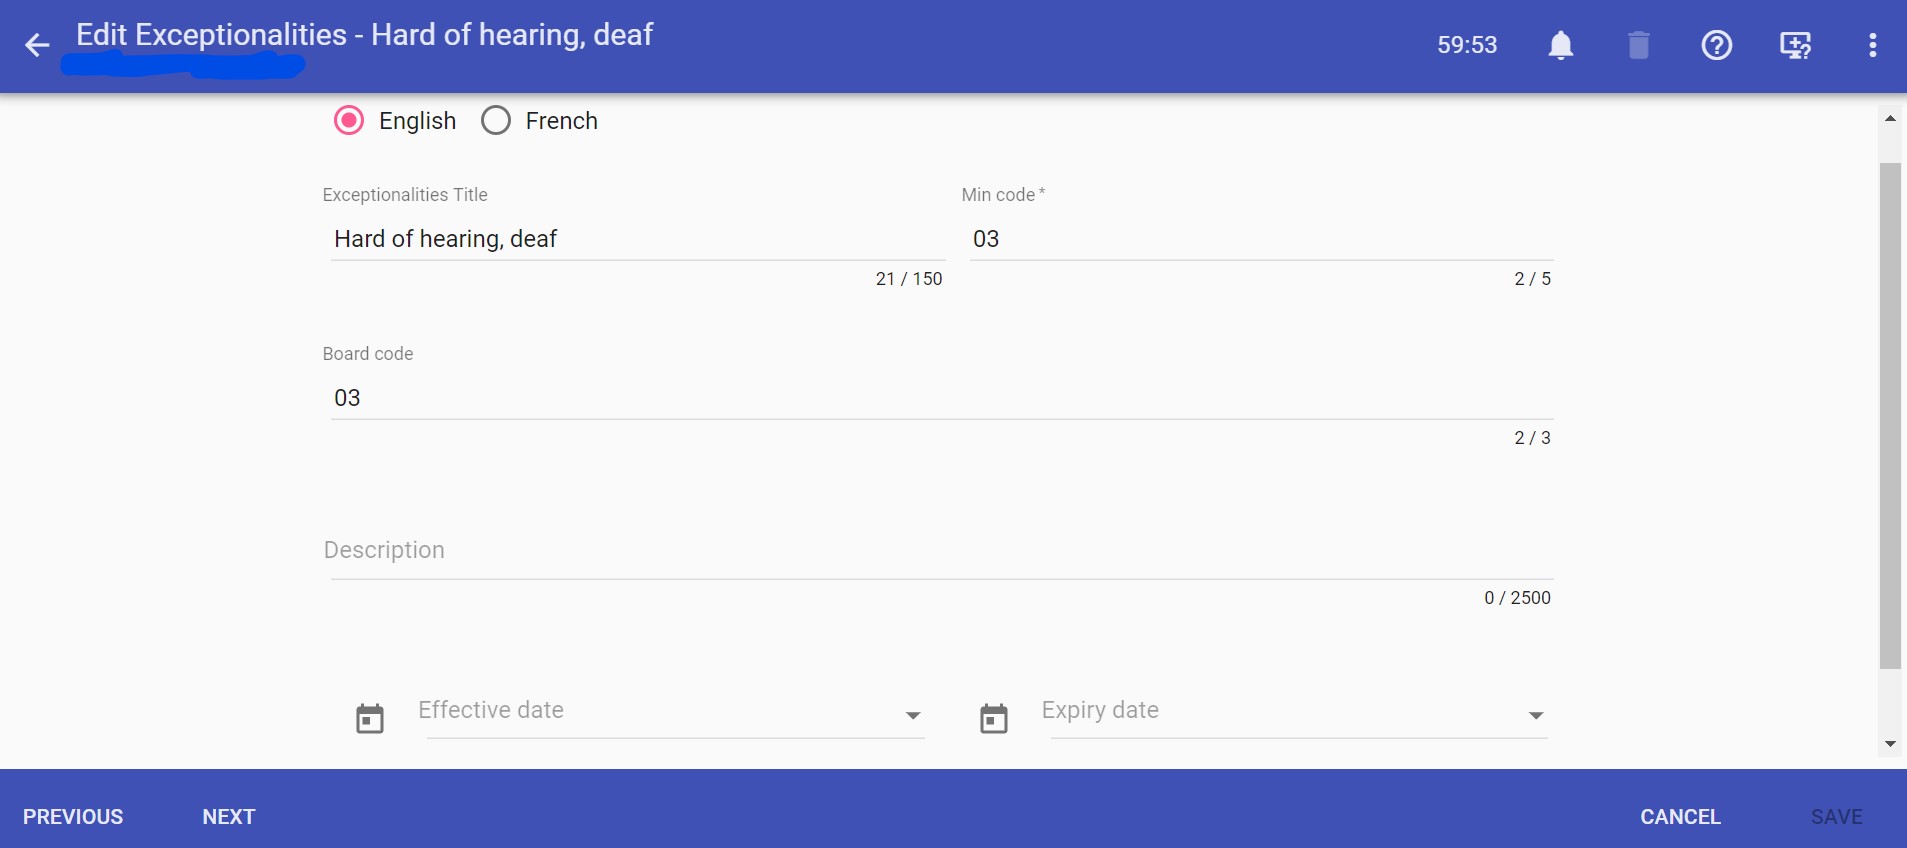 Edit Exceptionalities - Hard of hearing, deaf
59:53
English French
Exceptionalities Title Min code *
Hard of hearing, deaf 03
21 / 150 2 / 5
Board code
03
2 / 3
Description
0 / 2500
Effective date Expiry date
PREVIOUS NEXT CANCEL SAVE